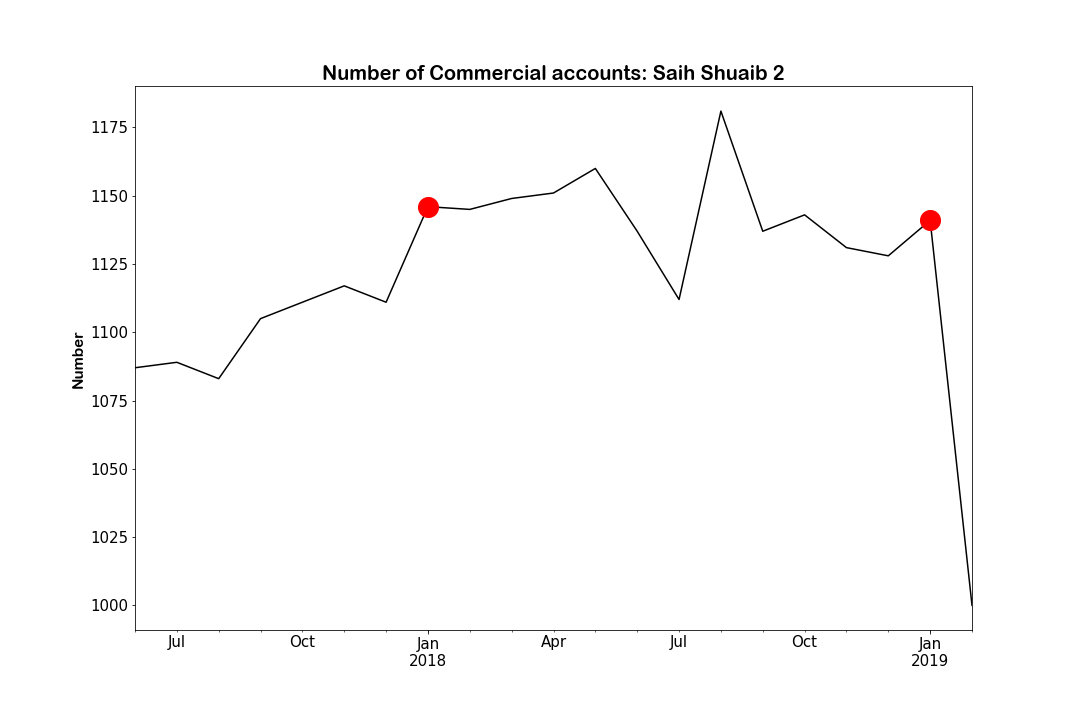 Number of Commercial accounts: Saih Shuaib 2
1175
1150
1125
1100
1075
1050
1025
1000
Number
Jul
Oct
Jan
2018
Apr
Jul
Oct
Jan
2019